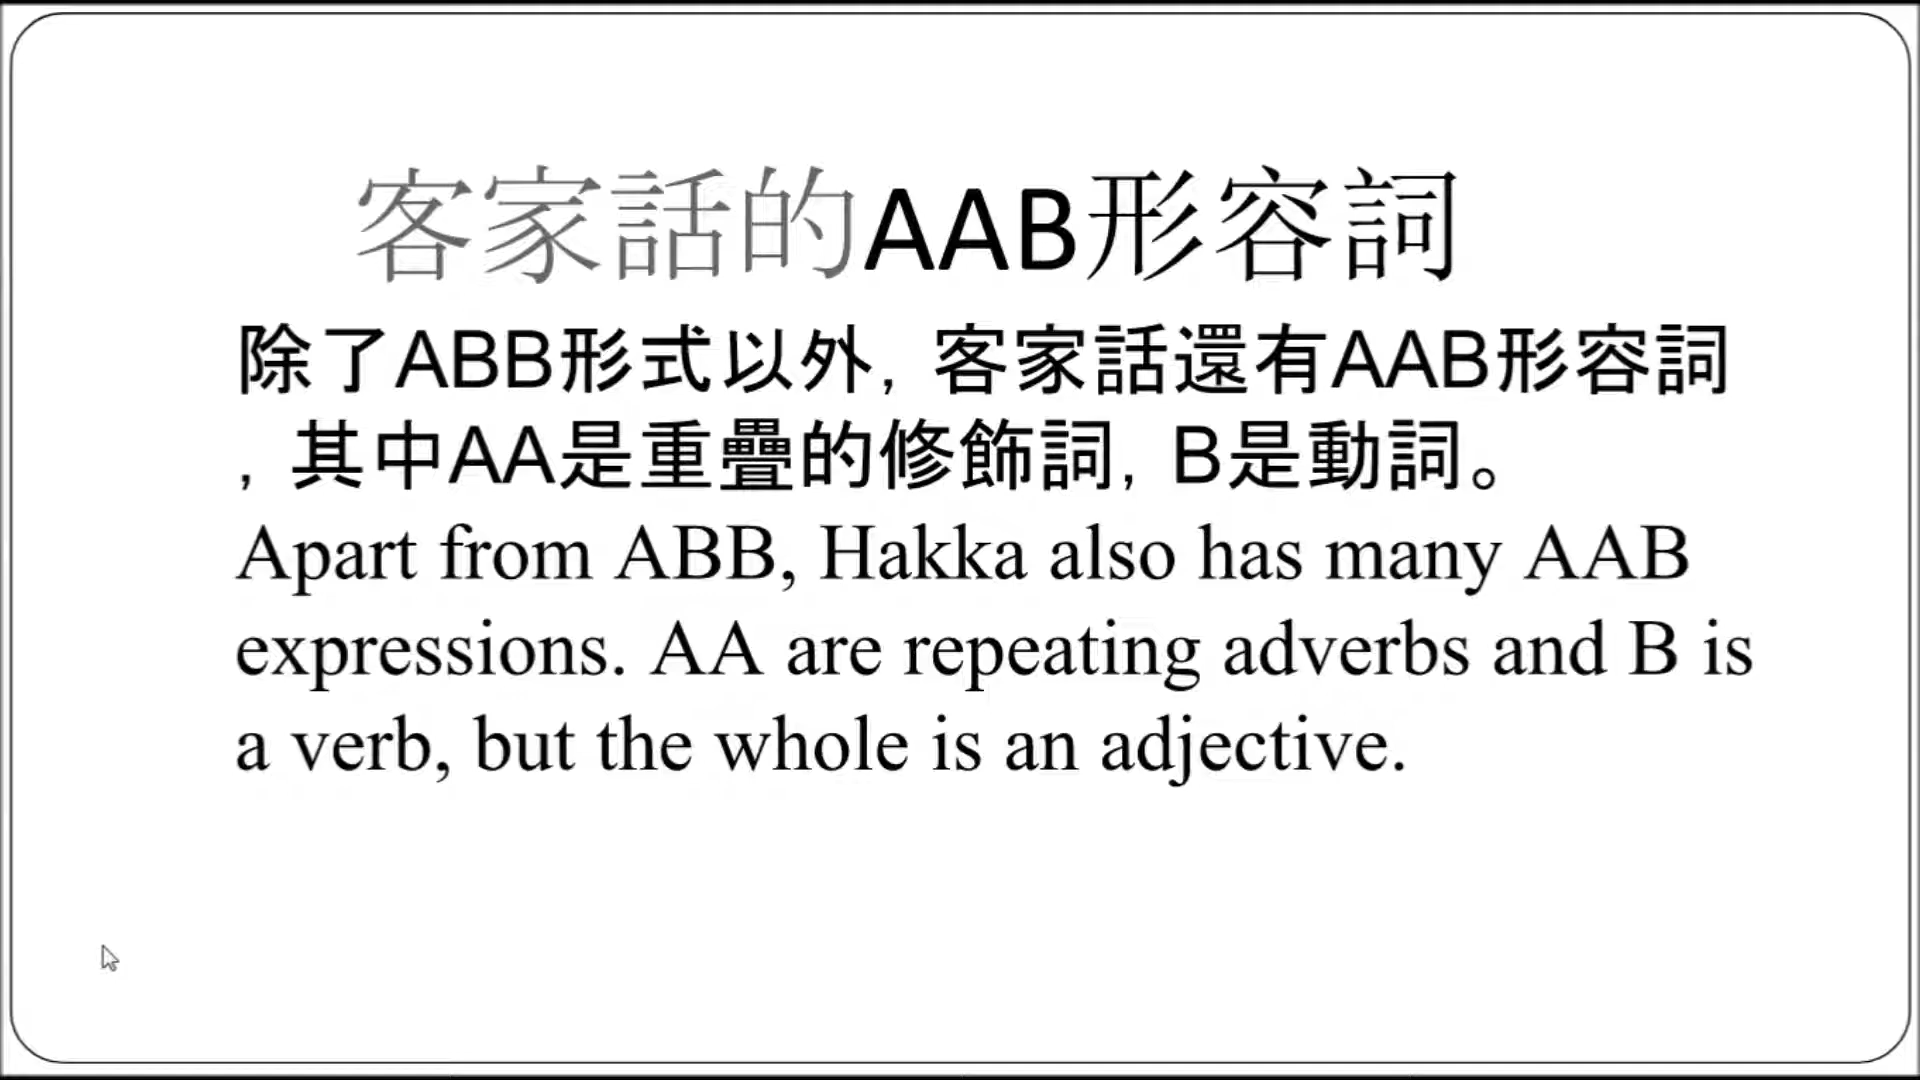 客家話的AAB形容詞
除了ABB形式以外, 客家話還有AAB形容詞
, 其中AA是重疊的修飾詞, B是動詞。
Apart from ABB, Hakka also has many AAB
expressions. AA are repeating adverbs and B is
a verb, but the whole is an adjective.